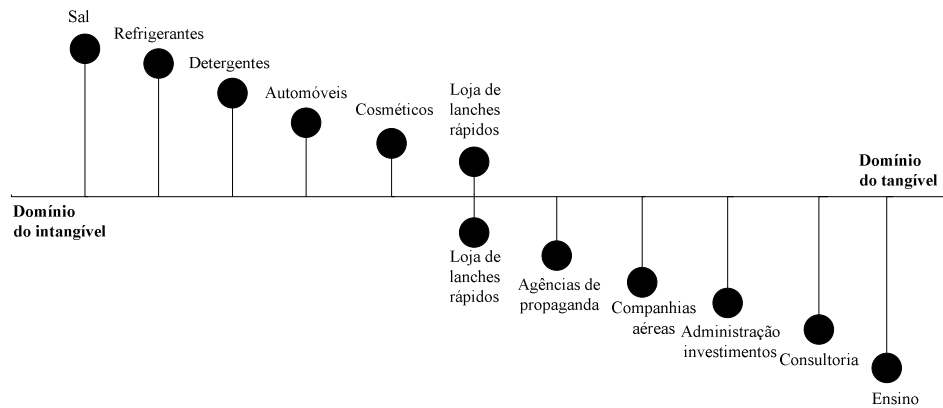 Sal
Refrigerantes
Detergentes
Automóveis
Cosméticos
Loja de
lanches
rápidos
Domínio
do tangível
Domínio
do intangível
Loja de
lanches
rápidos
Agências de
propaganda
Companhias
aéreas
Administração
investimentos
Consultoria
Ensino